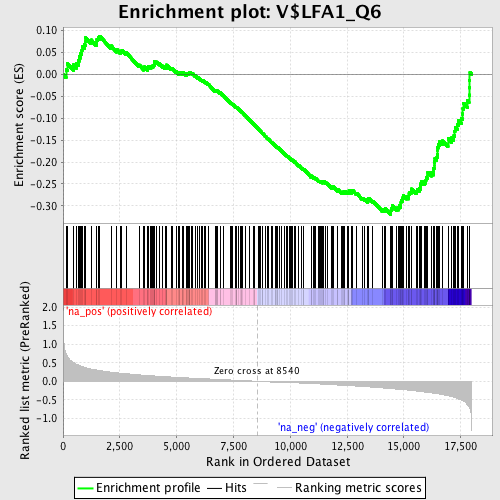 Enrichment plot: V$LFA1_Q6
Enrichment score (ES)
0.10
0.05
0.00
-0.05
-0.10
-0.15
-0.20
-0.25
-0.30
'na_pos' (positively correlated)
Ranked list metric (PreRanked)
2.0
1.5
1.0
0.5
0.0
-0.5
-1.0
Zero cross at 8540
'na_neg' (negatively correlated)
0
2,500
5,000
7,500
10,000
12,500
15,000
17,500
Rank in Ordered Dataset
Enrichment profile
Hits
Ranking metric scores